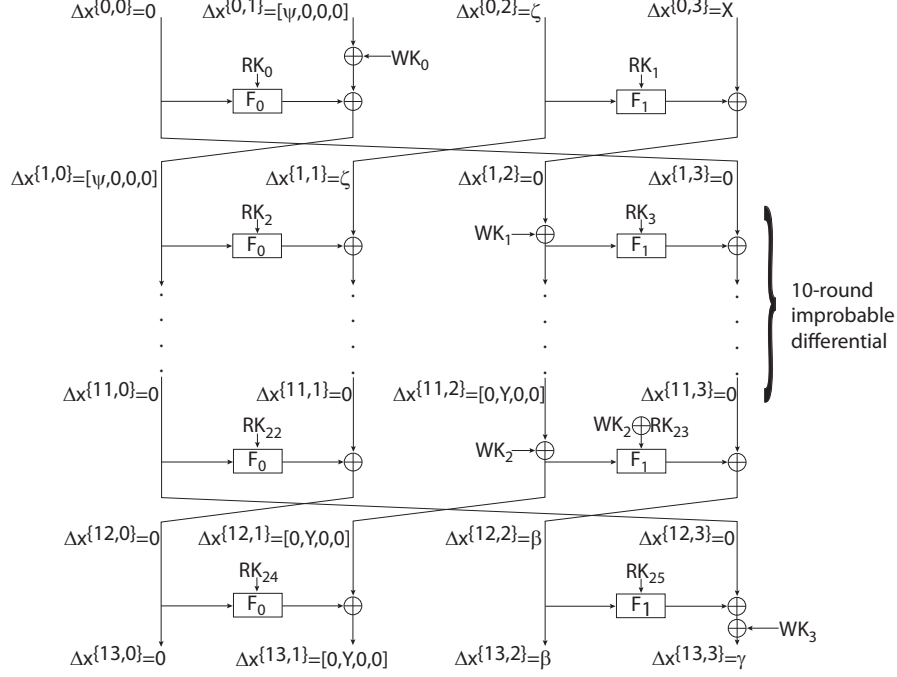 Δx{0,0}=0 Δx{0,1}=[ψ,0,0,0] Δx{0,2}=ζ Δx{0,3}=X
WK0
RK0 RK1
F0 F1
Δx{1,0}=[ψ,0,0,0] Δx{1,1}=ζ Δx{1,2}=0 Δx{1,3}=0
RK2 RK3
WK1
F0 F1
10-round
improbable
differential
Δx{11,0}=0 Δx{11,1}=0 Δx{11,2}=[0,Y,0,0] Δx{11,3}=0
RK22 WK2⊕RK23
WK2
F0 F1
Δx{12,0}=0 Δx{12,1}=[0,Y,0,0] Δx{12,2}=β Δx{12,3}=0
RK24 RK25
F0 F1
WK3
Δx{13,0}=0 Δx{13,1}=[0,Y,0,0] Δx{13,2}=β Δx{13,3}=γ